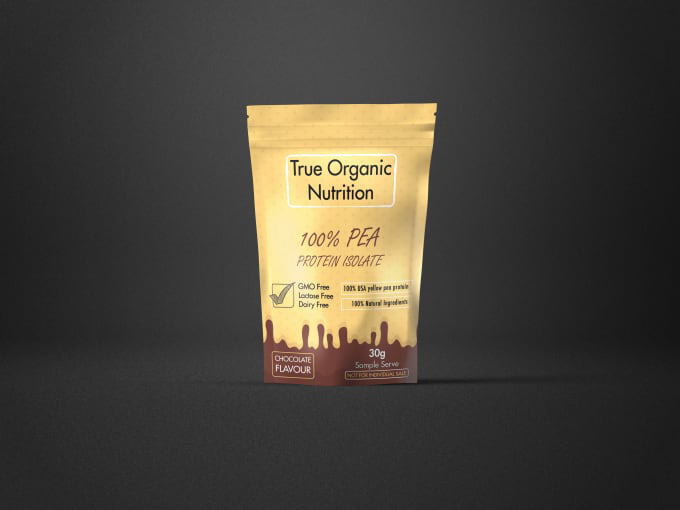 True Organic
Nutrition
100% PEA
PROTEIN ISOLATE
GMO Free
Lactose Free
Dairy Free
100% USA yellow pea protein
100% Natural Ingredients
CHOCOLATE
FLAVOUR
30g
Sample Serve
NOT FOR INDIVIDUAL SALE